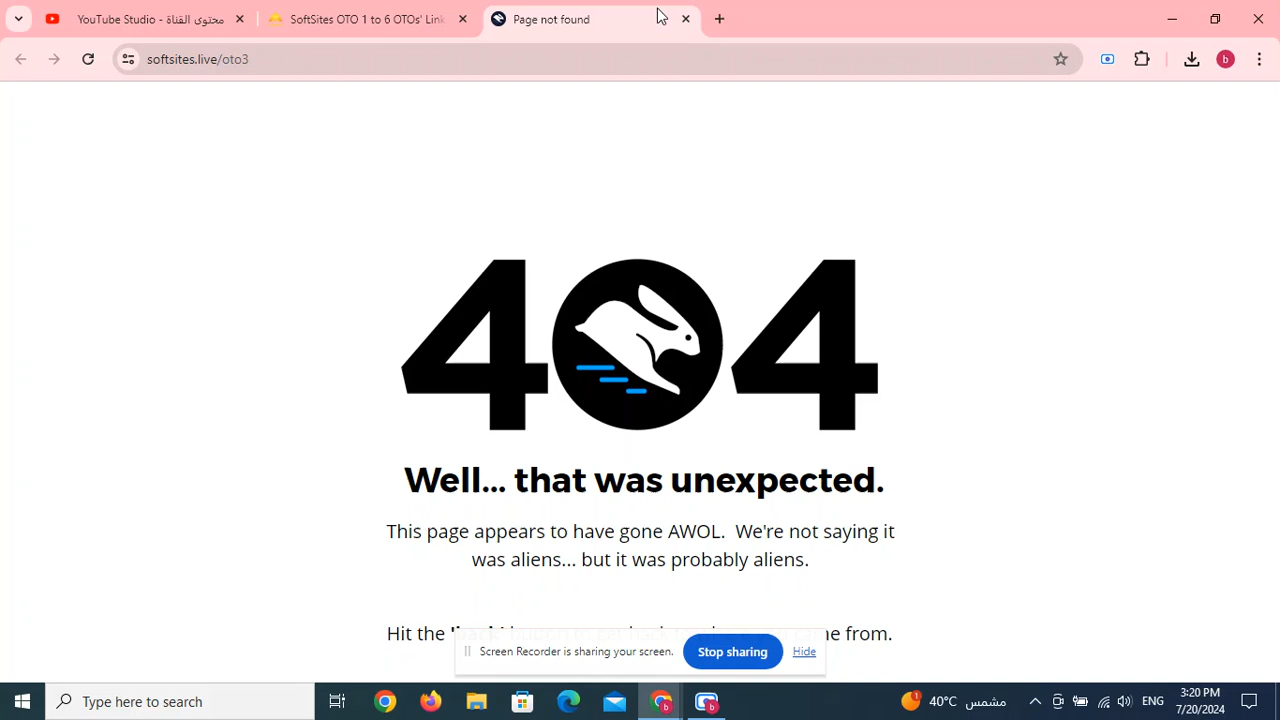 YouTube Studio - محتوى القناة
SoftSites OTO 1 to 6 OTOs' Link
Page not found
softsites.live/oto3
b
404
Well... that was unexpected.
This page appears to have gone AWOL. We're not saying it
was aliens... but it was probably aliens.
Hit the 'back' came from.
Screen Recorder is sharing your screen.
Stop sharing
Hide
Type here to search
1
40°C مشمس
ENG
3:20 PM
7/20/2024